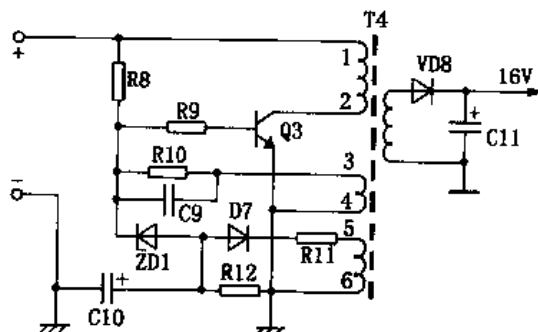 T4
+
1
VD8
16V
R8
2
+
R9
Q3
C11
R10
3
−
C9
4
D7
5
ZD1
R11
+
R12
6
C10